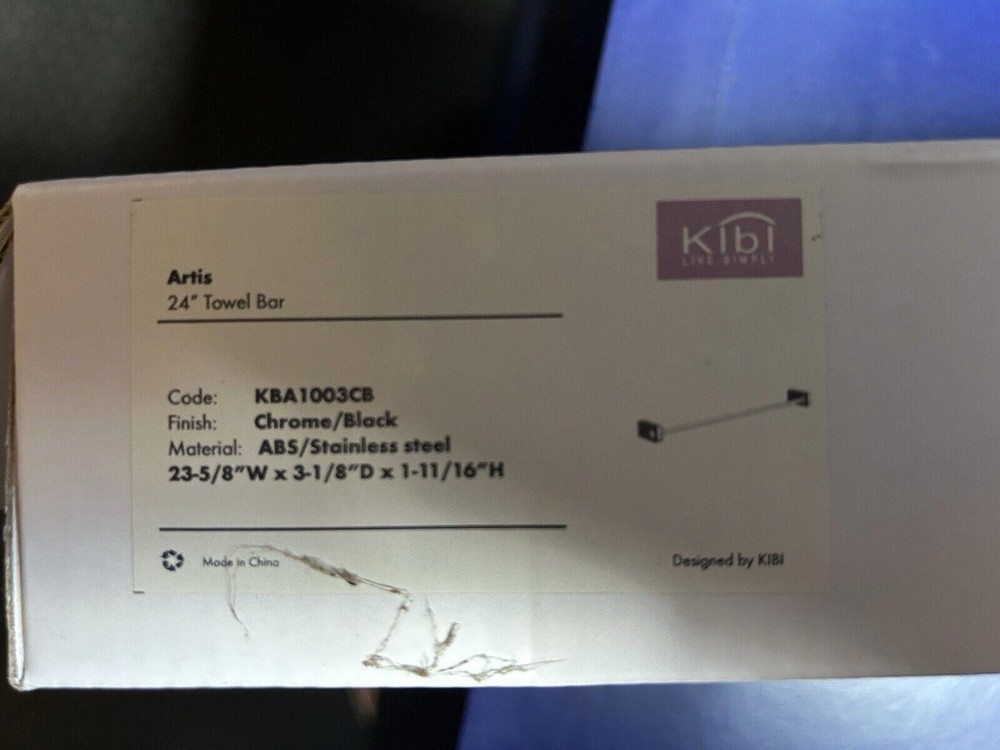 KIbI
LIVE SIMPLY
Artis
24" Towel Bar
Code: KBA1003CB
Finish: Chrome/Black
Material: ABS/Stainless steel
23-5/8"W x 3-1/8"D x 1-11/16"H
Made in China
Designed by KIBI